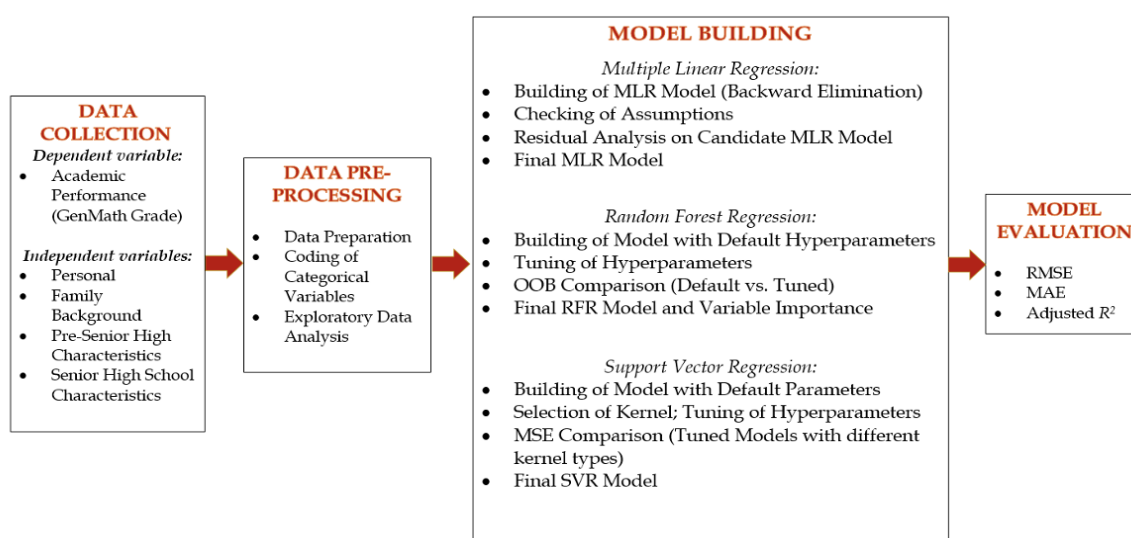 DATA
COLLECTION
Dependent variable:
• Academic
Performance
(GenMath Grade)
Independent variables:
• Personal
• Family
Background
• Pre-Senior High
Characteristics
• Senior High School
Characteristics
DATA PRE-
PROCESSING
• Data Preparation
• Coding of
Categorical
Variables
• Exploratory Data
Analysis
MODEL BUILDING
Multiple Linear Regression:
• Building of MLR Model (Backward Elimination)
• Checking of Assumptions
• Residual Analysis on Candidate MLR Model
• Final MLR Model
Random Forest Regression:
• Building of Model with Default Hyperparameters
• Tuning of Hyperparameters
• OOB Comparison (Default vs. Tuned)
• Final RFR Model and Variable Importance
Support Vector Regression:
• Building of Model with Default Parameters
• Selection of Kernel; Tuning of Hyperparameters
• MSE Comparison (Tuned Models with different
kernel types)
• Final SVR Model
MODEL
EVALUATION
• RMSE
• MAE
• Adjusted R²